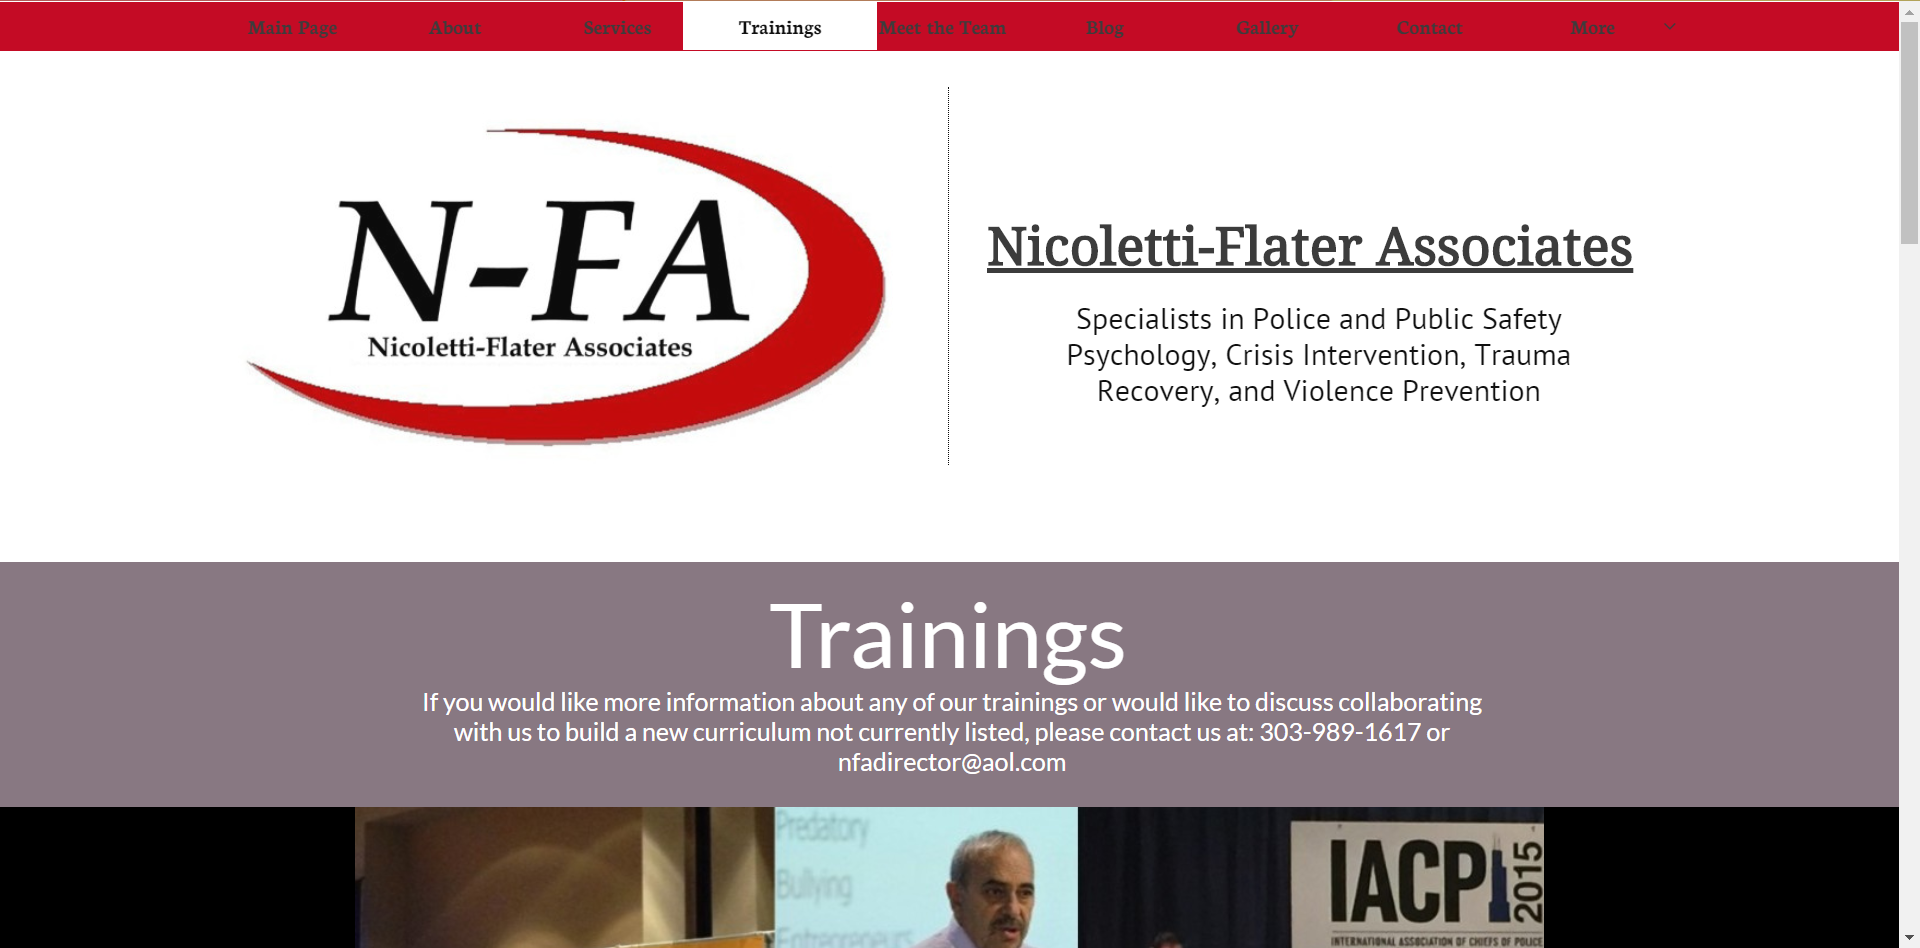 Main Page About Services Trainings Meet the Team Blog Gallery Contact More
N-FA
Nicoletti-Flater Associates
Nicoletti-Flater Associates
Specialists in Police and Public Safety
Psychology, Crisis Intervention, Trauma
Recovery, and Violence Prevention
Trainings
If you would like more information about any of our trainings or would like to discuss collaborating
with us to build a new curriculum not currently listed, please contact us at: 303-989-1617 or
nfadirector@aol.com
Predatory
Bullying
Entrepreneurs
IACP 2015
INTERNATIONAL ASSOCIATION OF CHIEFS OF POLICE